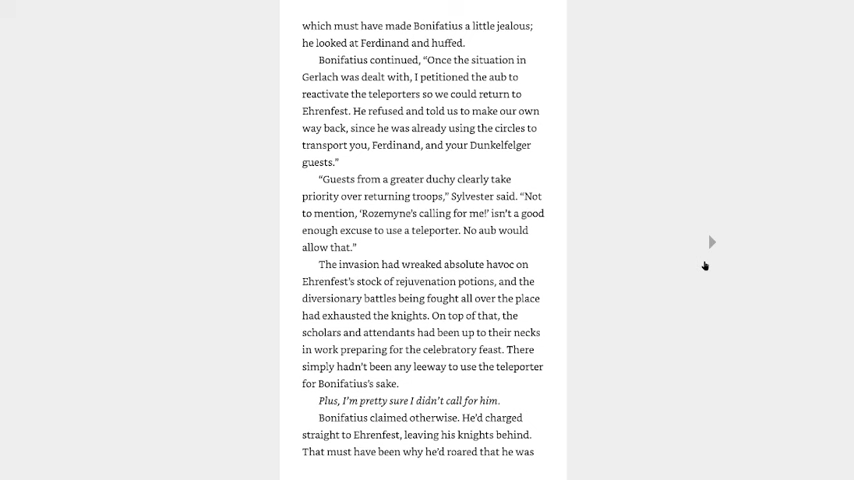 which must have made Bonifatius a little jealous;
he looked at Ferdinand and huffed.
Bonifatius continued, “Once the situation in
Gerlach was dealt with, I petitioned the aub to
reactivate the teleporters so we could return to
Ehrenfest. He refused and told us to make our own
way back, since he was already using the circles to
transport you, Ferdinand, and your Dunkelfelger
guests.”
“Guests from a greater duchy clearly take
priority over returning troops,” Sylvester said. “Not
to mention, ‘Rozemyne’s calling for me!’ isn’t a good
enough excuse to use a teleporter. No aub would
allow that.”
The invasion had wreaked absolute havoc on
Ehrenfest’s stock of rejuvenation potions, and the
diversionary battles being fought all over the place
had exhausted the knights. On top of that, the
scholars and attendants had been up to their necks
in work preparing for the celebratory feast. There
simply hadn’t been any leeway to use the teleporter
for Bonifatius’s sake.
Plus, I’m pretty sure I didn’t call for him.
Bonifatius claimed otherwise. He’d charged
straight to Ehrenfest, leaving his knights behind.
That must have been why he’d roared that he was